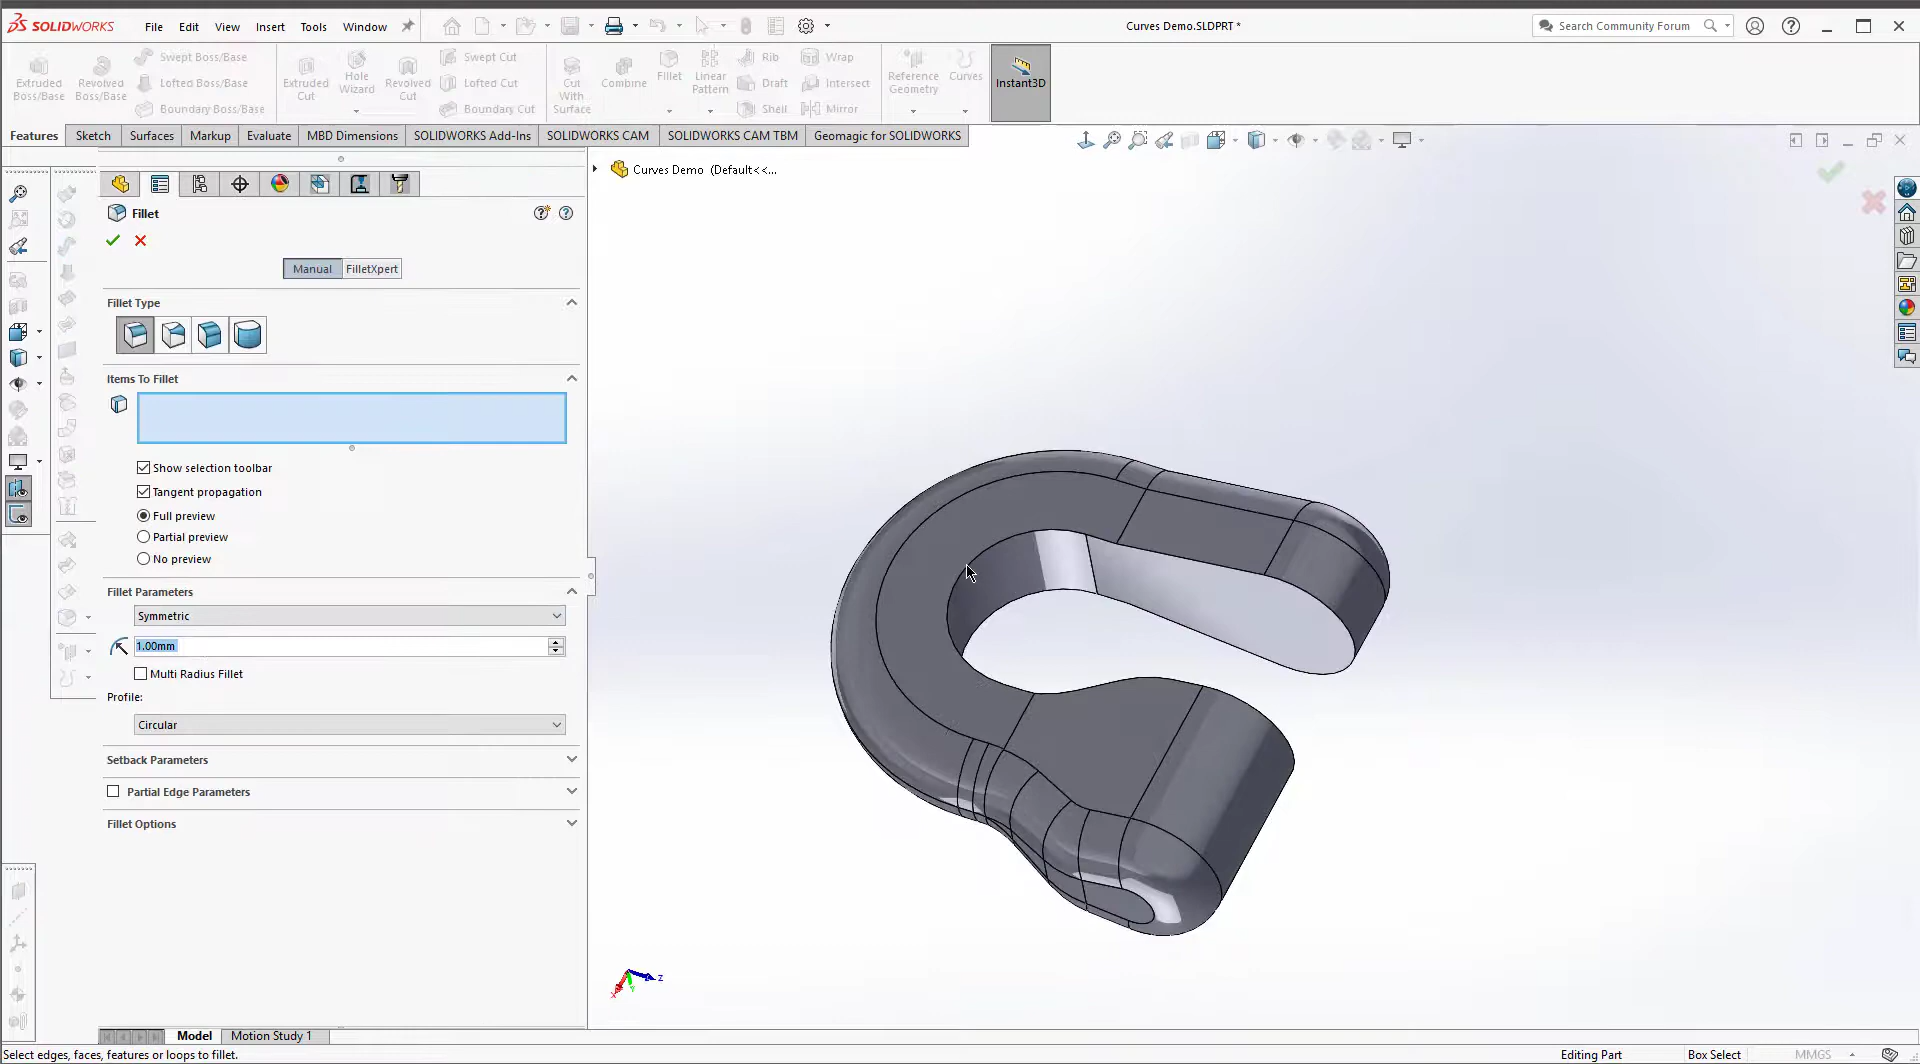 SOLIDWORKS File Edit View Insert Tools Window Curves Demo.SLDPRT * Search Community Forum
Extruded Boss/Base
Revolved Boss/Base
Swept Boss/Base
Lofted Boss/Base
Boundary Boss/Base
Extruded Cut
Hole Wizard
Revolved Cut
Swept Cut
Lofted Cut
Boundary Cut
Cut With Surface
Combine
Fillet
Linear Pattern
Rib
Draft
Shell
Wrap
Intersect
Mirror
Reference Geometry
Curves
Instant3D
Features Sketch Surfaces Markup Evaluate MBD Dimensions SOLIDWORKS Add-Ins SOLIDWORKS CAM SOLIDWORKS CAM TBM Geomagic for SOLIDWORKS
Curves Demo (Default<<...
Fillet
Manual FilletXpert
Fillet Type
Items To Fillet
Show selection toolbar
Tangent propagation
Full preview
Partial preview
No preview
Fillet Parameters
Symmetric
1.00mm
Multi Radius Fillet
Profile:
Circular
Setback Parameters
Partial Edge Parameters
Fillet Options
Z
X
Y
Model Motion Study 1
Select edges, faces, features or loops to fillet. Editing Part Box Select MMGS